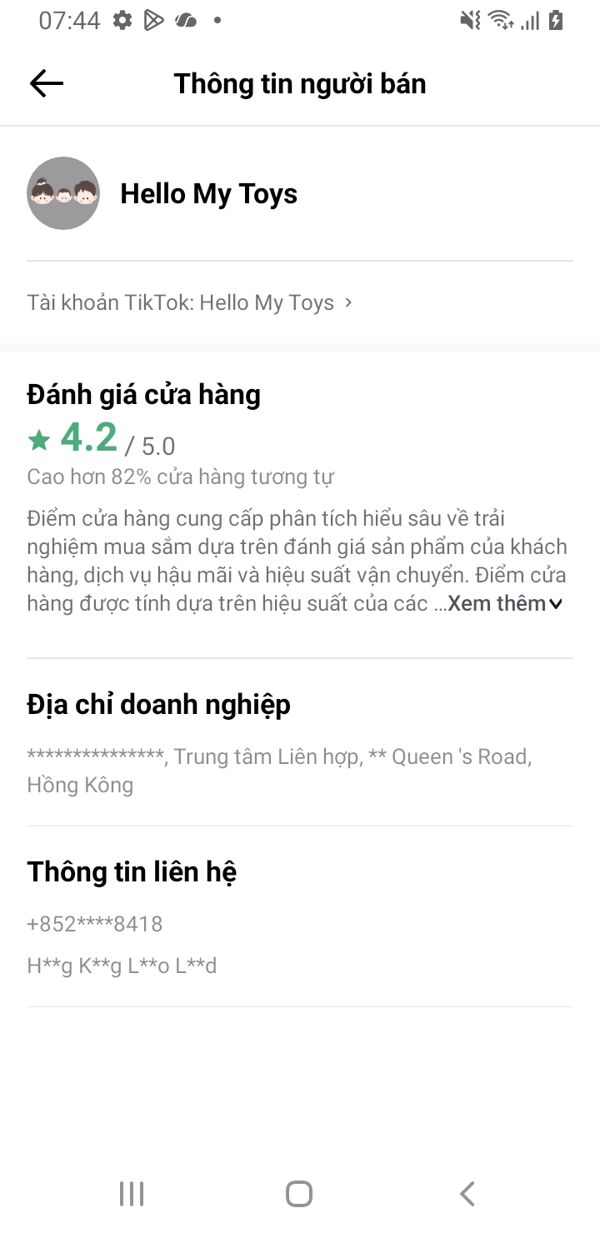 07:44
Thông tin người bán
Hello My Toys
Tài khoản TikTok: Hello My Toys
Đánh giá cửa hàng
4.2 / 5.0
Cao hơn 82% cửa hàng tương tự
Điểm cửa hàng cung cấp phân tích hiểu sâu về trải
nghiệm mua sắm dựa trên đánh giá sản phẩm của khách
hàng, dịch vụ hậu mãi và hiệu suất vận chuyển. Điểm cửa
hàng được tính dựa trên hiệu suất của các ...Xem thêm
Địa chỉ doanh nghiệp
***************, Trung tâm Liên hợp, ** Queen 's Road,
Hồng Kông
Thông tin liên hệ
+852****8418
H**g K**g L**o L**d